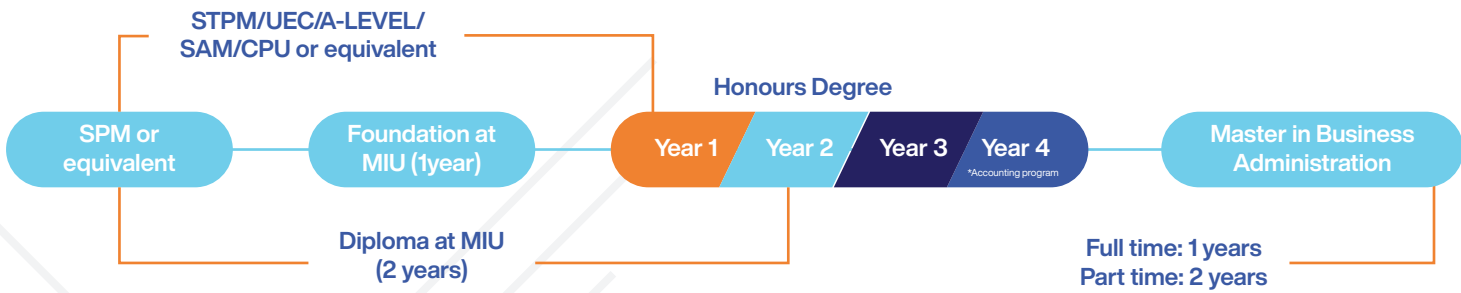 STPM/UEC/A-LEVEL/
SAM/CPU or equivalent
Honours Degree
SPM or
equivalent
Foundation at
MIU (1year)
Year 1
Year 2
Year 3
Year 4
*Accounting program
Master in Business
Administration
Diploma at MIU
(2 years)
Full time: 1 years
Part time: 2 years